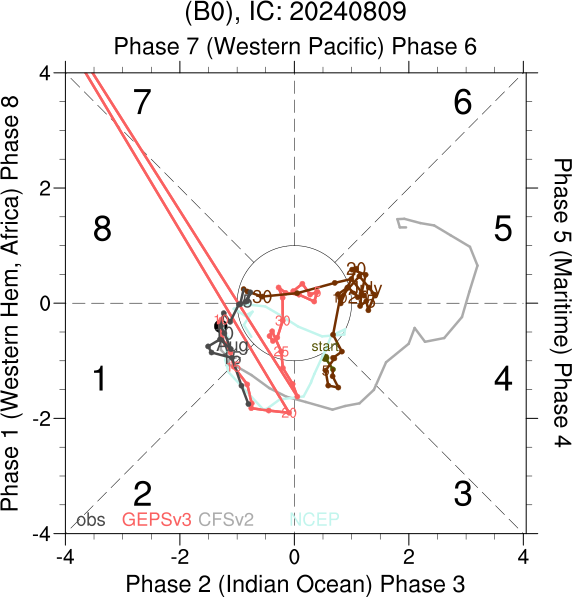 (B0), IC: 20240809
Phase 7 (Western Pacific) Phase 6
4
7
6
Phase 1 (Western Hem, Africa) Phase 8
Phase 5 (Maritime) Phase 4
2
8
5
30
20
30
0
start
25
Aug
1
4
-2
20
2
3
obs GEPSv3 CFSv2 NCEP
-4
-4 -2 0 2 4
Phase 2 (Indian Ocean) Phase 3